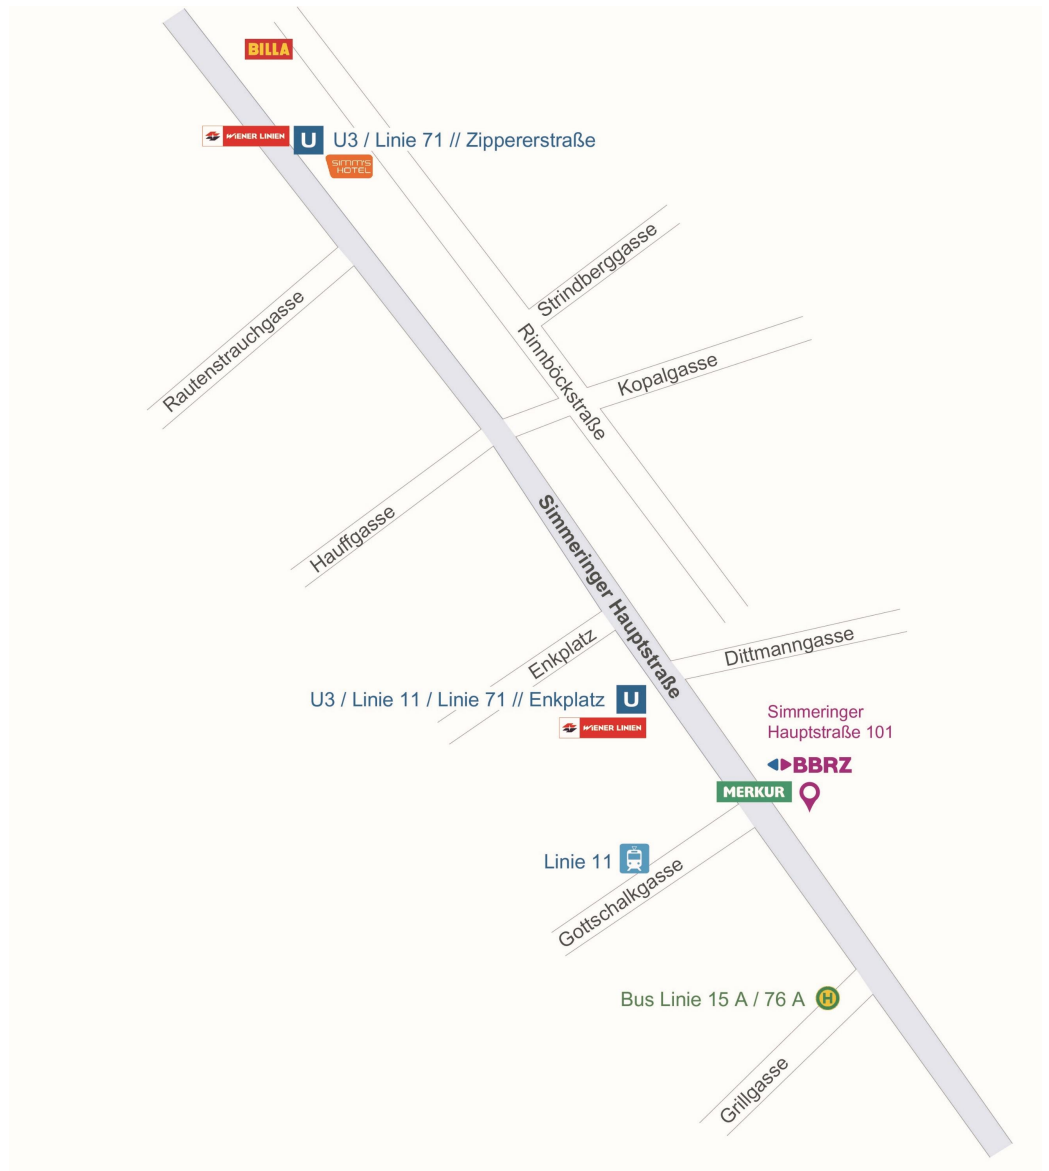 BILLA
WIENER LINIEN
U
U3 / Linie 71 // Zippererstraße
SIMMYS
HOTEL
Strindberggasse
Rautenstrauchgasse
Rinnböckstraße
Kopalgasse
Hauffgasse
Simmeringer Hauptstraße
Enkplatz
Dittmanngasse
U3 / Linie 11 / Linie 71 // Enkplatz
U
WIENER LINIEN
Simmeringer
Hauptstraße 101
BBRZ
MERKUR
Linie 11
Gottschalkgasse
Bus Linie 15 A / 76 A
H
Grillgasse